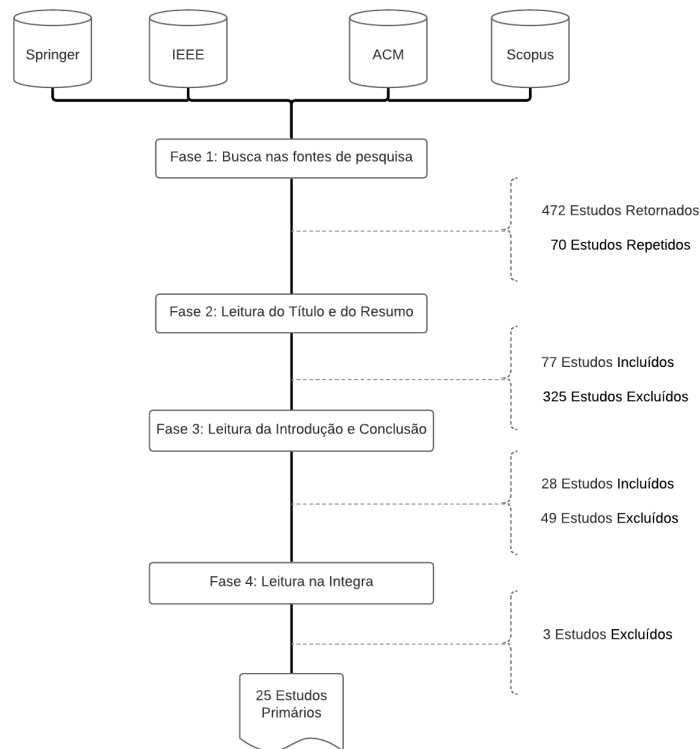 Springer
IEEE
ACM
Scopus
Fase 1: Busca nas fontes de pesquisa
472 Estudos Retornados
70 Estudos Repetidos
Fase 2: Leitura do Título e do Resumo
77 Estudos Incluídos
325 Estudos Excluídos
Fase 3: Leitura da Introdução e Conclusão
28 Estudos Incluídos
49 Estudos Excluídos
Fase 4: Leitura na Integra
3 Estudos Excluídos
25 Estudos
Primários